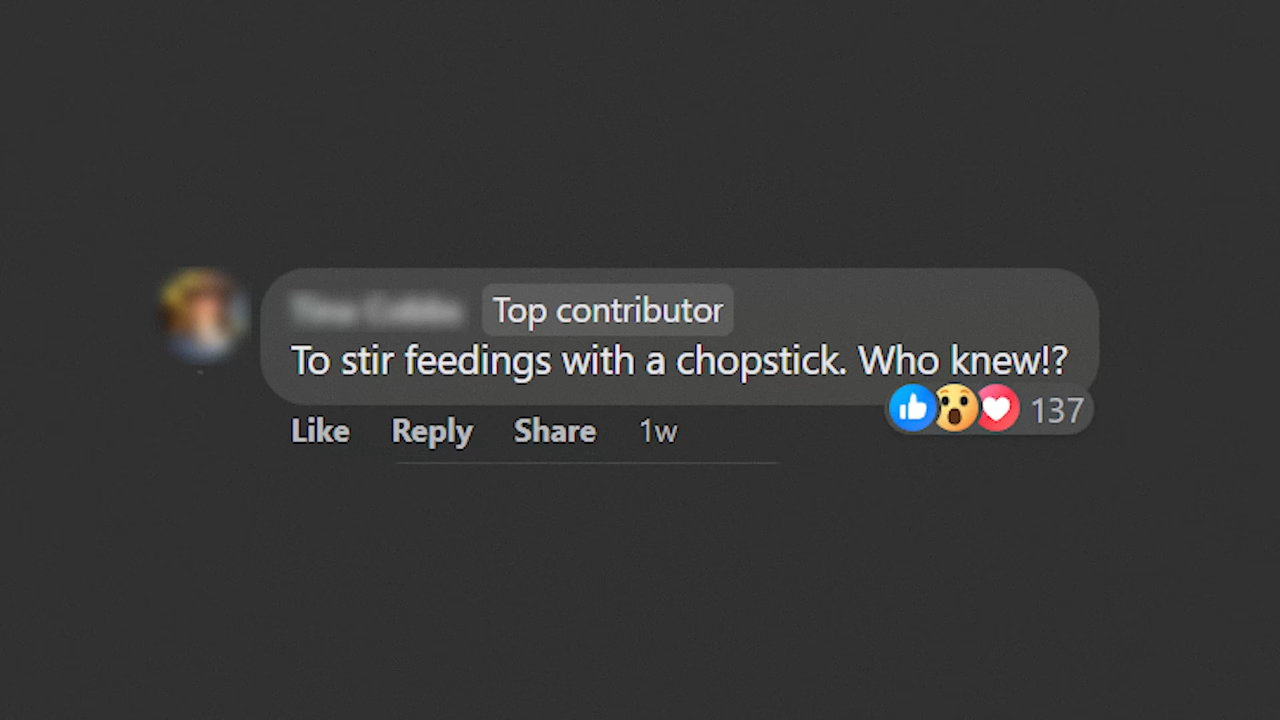 Top contributor
To stir feedings with a chopstick. Who knew!?
137
Like Reply Share 1w